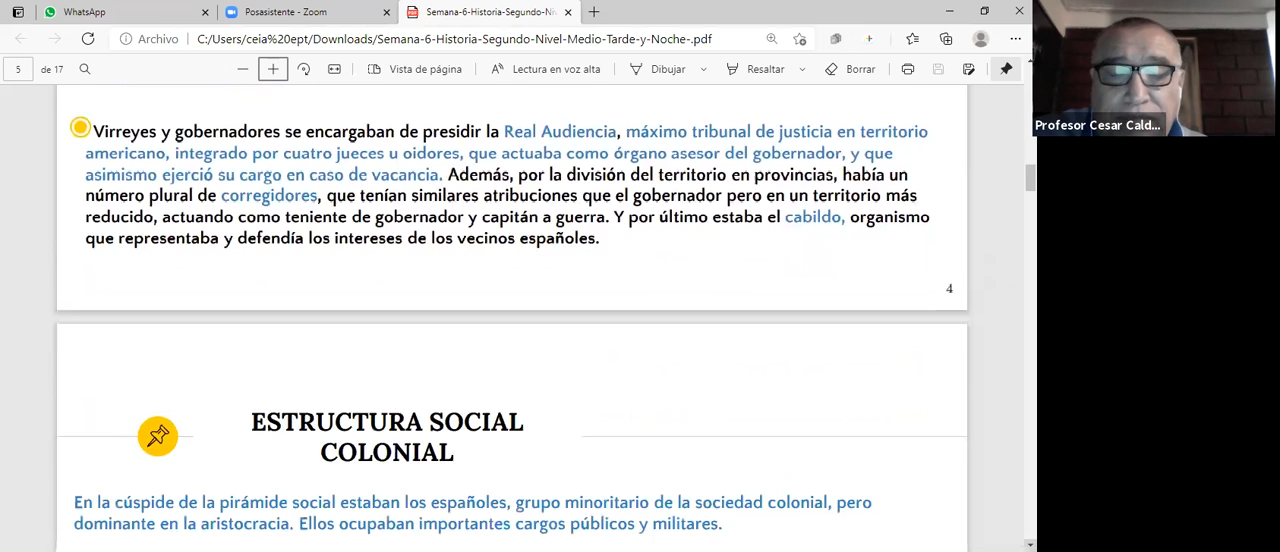 WhatsApp
Posasistente - Zoom
Semana-6-Historia-Segundo-Ni
Archivo
C:/Users/ceia%20ept/Downloads/Semana-6-Historia-Segundo-Nivel-Medio-Tarde-y-Noche-.pdf
5 de 17
Vista de página
Lectura en voz alta
Dibujar
Resaltar
Borrar
Profesor Cesar Cald...
Virreyes y gobernadores se encargaban de presidir la Real Audiencia, máximo tribunal de justicia en territorio
americano, integrado por cuatro jueces u oidores, que actuaba como órgano asesor del gobernador, y que
asimismo ejerció su cargo en caso de vacancia. Además, por la división del territorio en provincias, había un
número plural de corregidores, que tenían similares atribuciones que el gobernador pero en un territorio más
reducido, actuando como teniente de gobernador y capitán a guerra. Y por último estaba el cabildo, organismo
que representaba y defendía los intereses de los vecinos españoles.
4
ESTRUCTURA SOCIAL
COLONIAL
En la cúspide de la pirámide social estaban los españoles, grupo minoritario de la sociedad colonial, pero
dominante en la aristocracia. Ellos ocupaban importantes cargos públicos y militares.